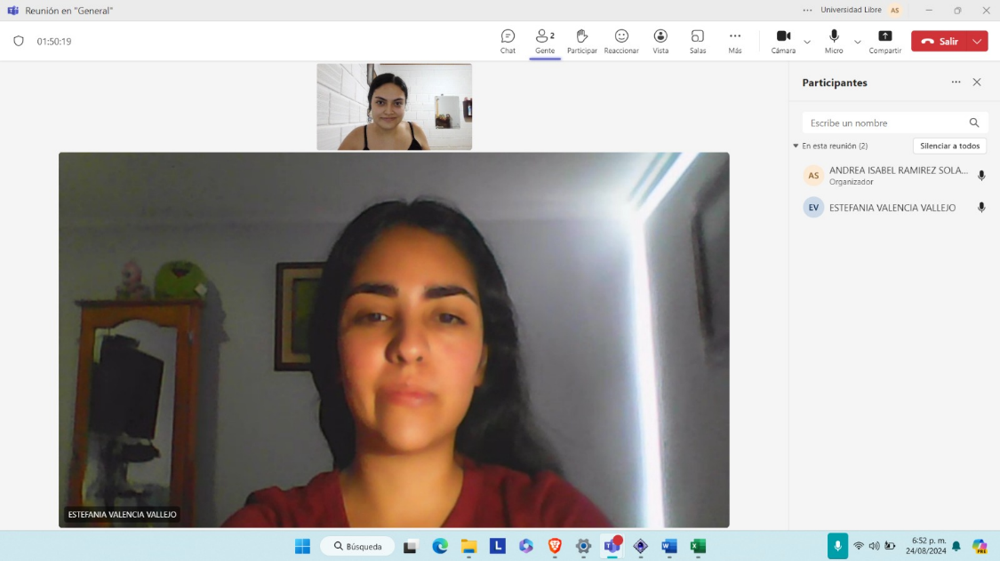 Reunión en "General"
Universidad Libre
AS
01:50:19
Chat
2
Gente
Participar
Reaccionar
Vista
Salas
Más
Cámara
Micro
Compartir
Salir
Participantes
Escribe un nombre
En esta reunión (2)
Silenciar a todos
AS
ANDREA ISABEL RAMIREZ SOLA...
Organizador
EV
ESTEFANIA VALENCIA VALLEJO
ESTEFANIA VALENCIA VALLEJO
Búsqueda
6:52 p. m.
24/08/2024